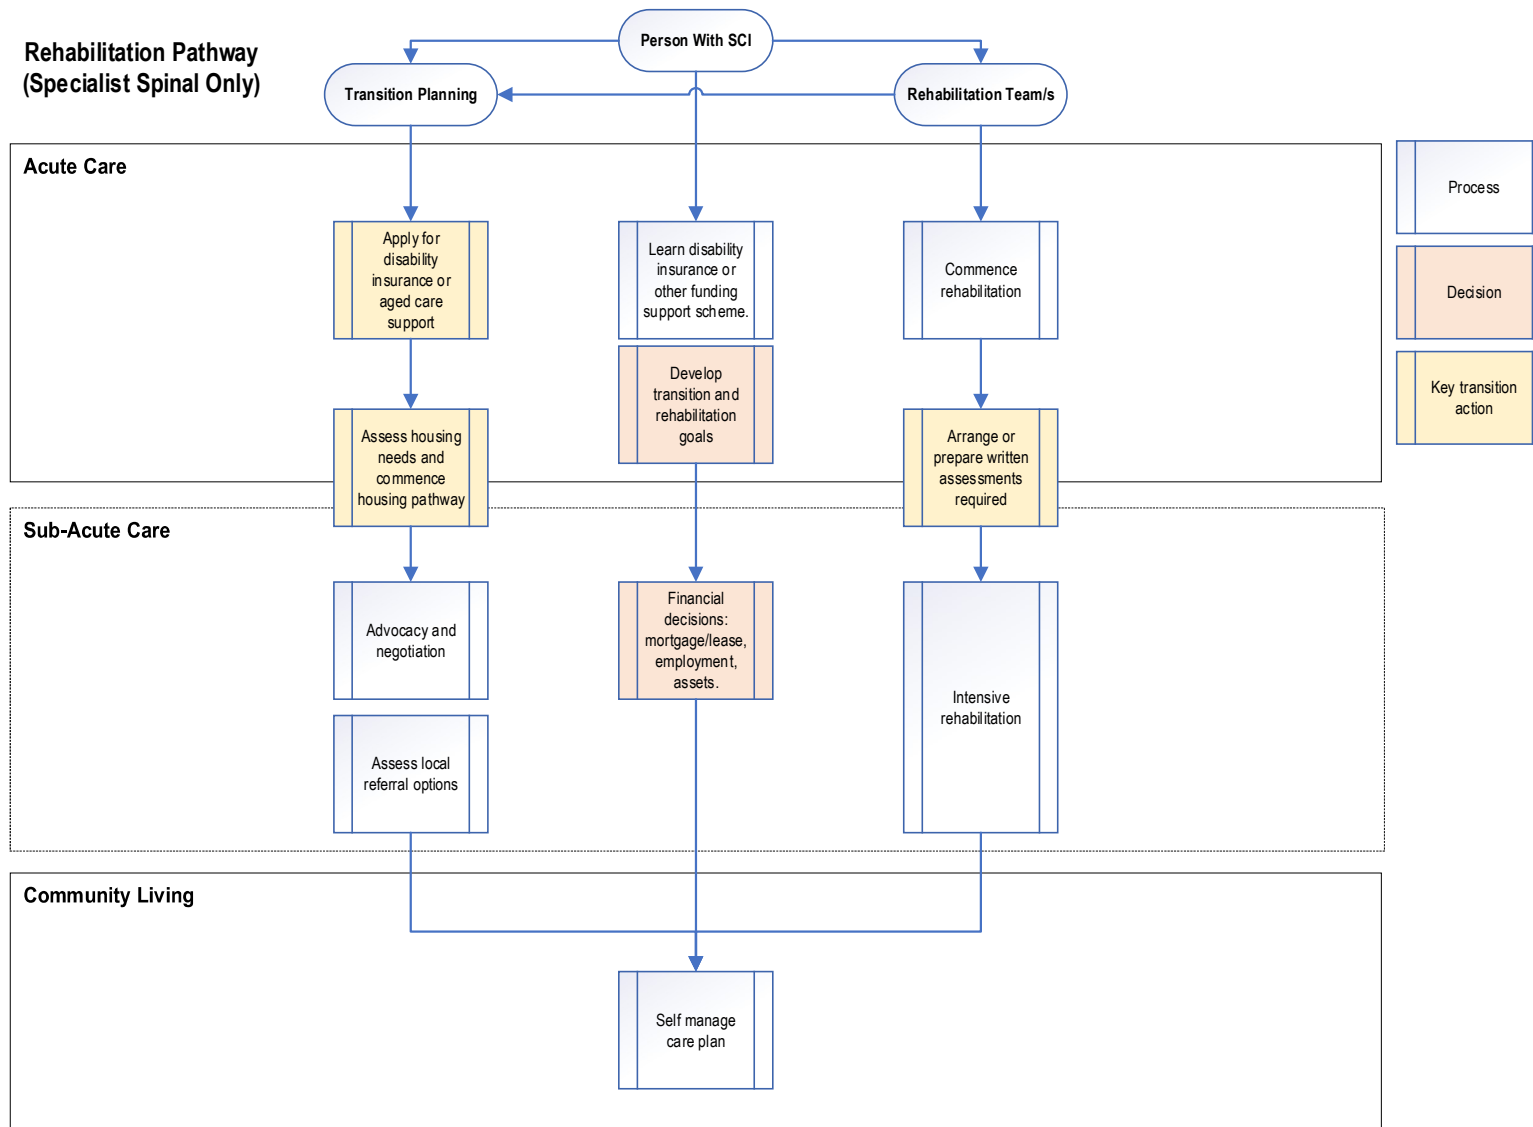 Rehabilitation Pathway
(Specialist Spinal Only)
Person With SCI
Transition Planning
Rehabilitation Team/s
Acute Care
Apply for
disability
insurance or
aged care
support
Learn disability
insurance or
other funding
support scheme.
Commence
rehabilitation
Develop
transition and
rehabilitation
goals
Assess housing
needs and
commence
housing pathway
Arrange or
prepare written
assessments
required
Process
Decision
Key transition
action
Sub-Acute Care
Advocacy and
negotiation
Financial
decisions:
mortgage/lease,
employment,
assets.
Intensive
rehabilitation
Assess local
referral options
Community Living
Self manage
care plan